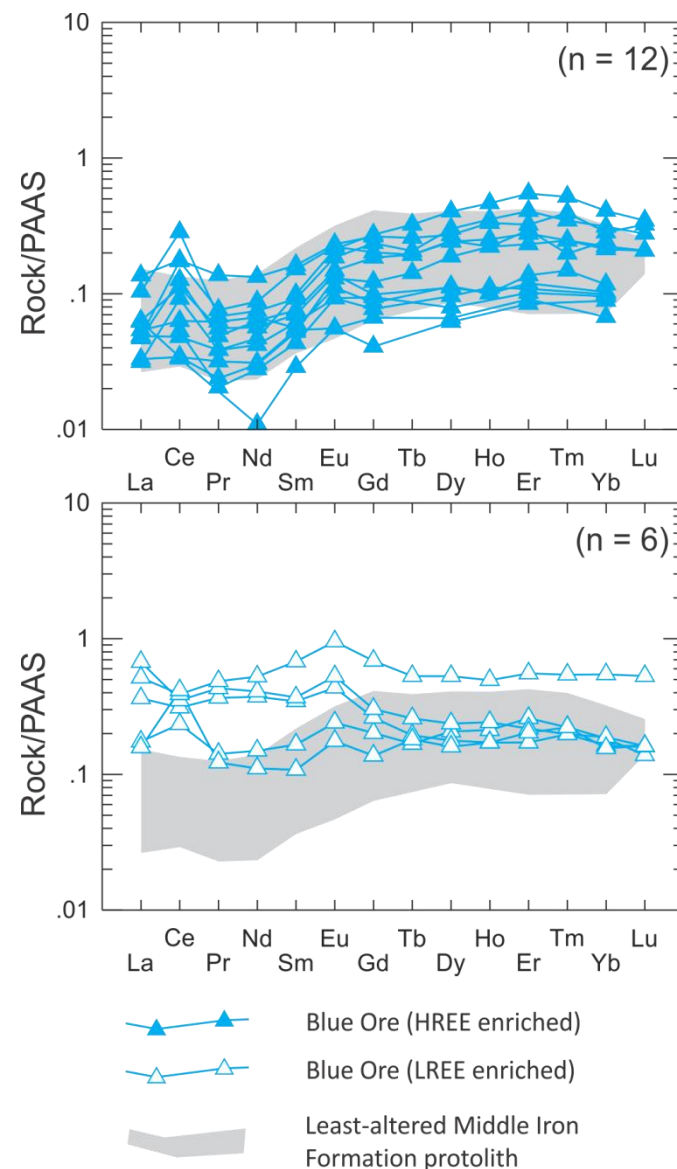 10
(n = 12)
1
Rock/PAAS
.1
.01
Ce Nd Eu Tb Ho Tm Lu
La Pr Sm Gd Dy Er Yb
10
(n = 6)
1
Rock/PAAS
.1
.01
Ce Nd Eu Tb Ho Tm Lu
La Pr Sm Gd Dy Er Yb
Blue Ore (HREE enriched)
Blue Ore (LREE enriched)
Least-altered Middle Iron
Formation protolith